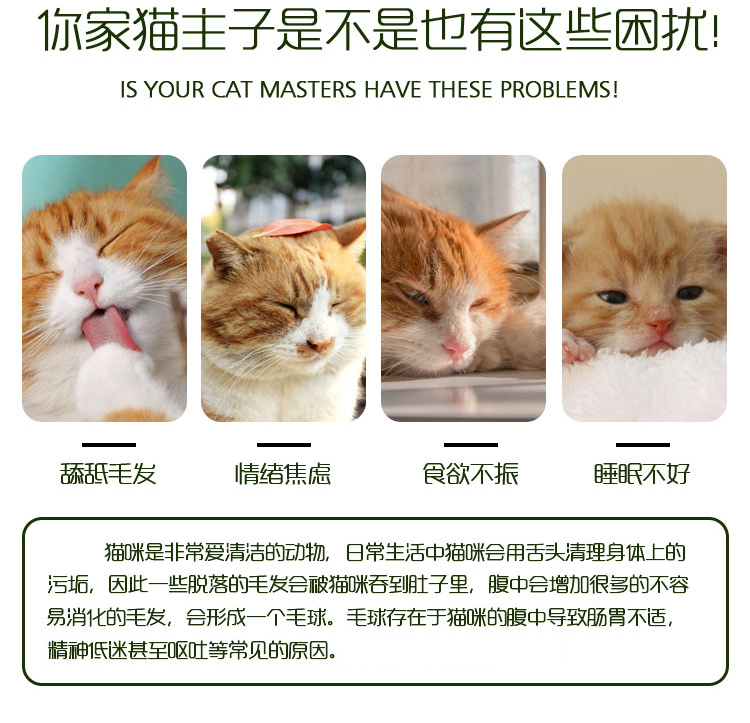 你家猫主子是不是也有这些困扰!
IS YOUR CAT MASTERS HAVE THESE PROBLEMS!
舔舐毛发
情绪焦虑
食欲不振
睡眠不好
猫咪是非常爱清洁的动物，日常生活中猫咪会用舌头清理身体上的
污垢，因此一些脱落的毛发会被猫咪吞到肚子里，腹中会增加很多的不容
易消化的毛发，会形成一个毛球。毛球存在于猫咪的腹中导致肠胃不适，
精神低迷甚至呕吐等常见的原因。